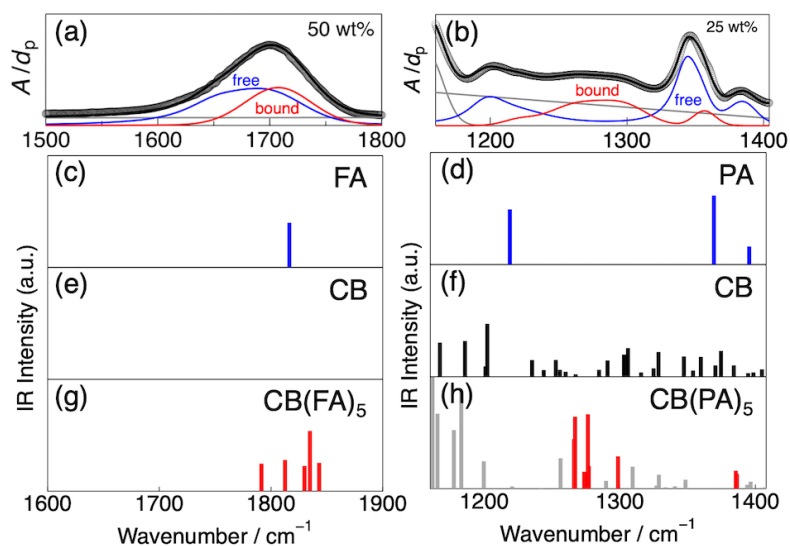 (a)
50 wt%
A/dp
free
bound
1500
1600
1700
1800
(b)
25 wt%
A/dp
bound
free
1200
1300
1400
(c)
FA
(d)
PA
(e)
CB
(f)
CB
(g)
CB(FA)5
(h)
CB(PA)5
IR Intensity (a.u.)
IR Intensity (a.u.)
1600
1700
1800
1900
1200
1300
1400
Wavenumber / cm−1
Wavenumber / cm−1